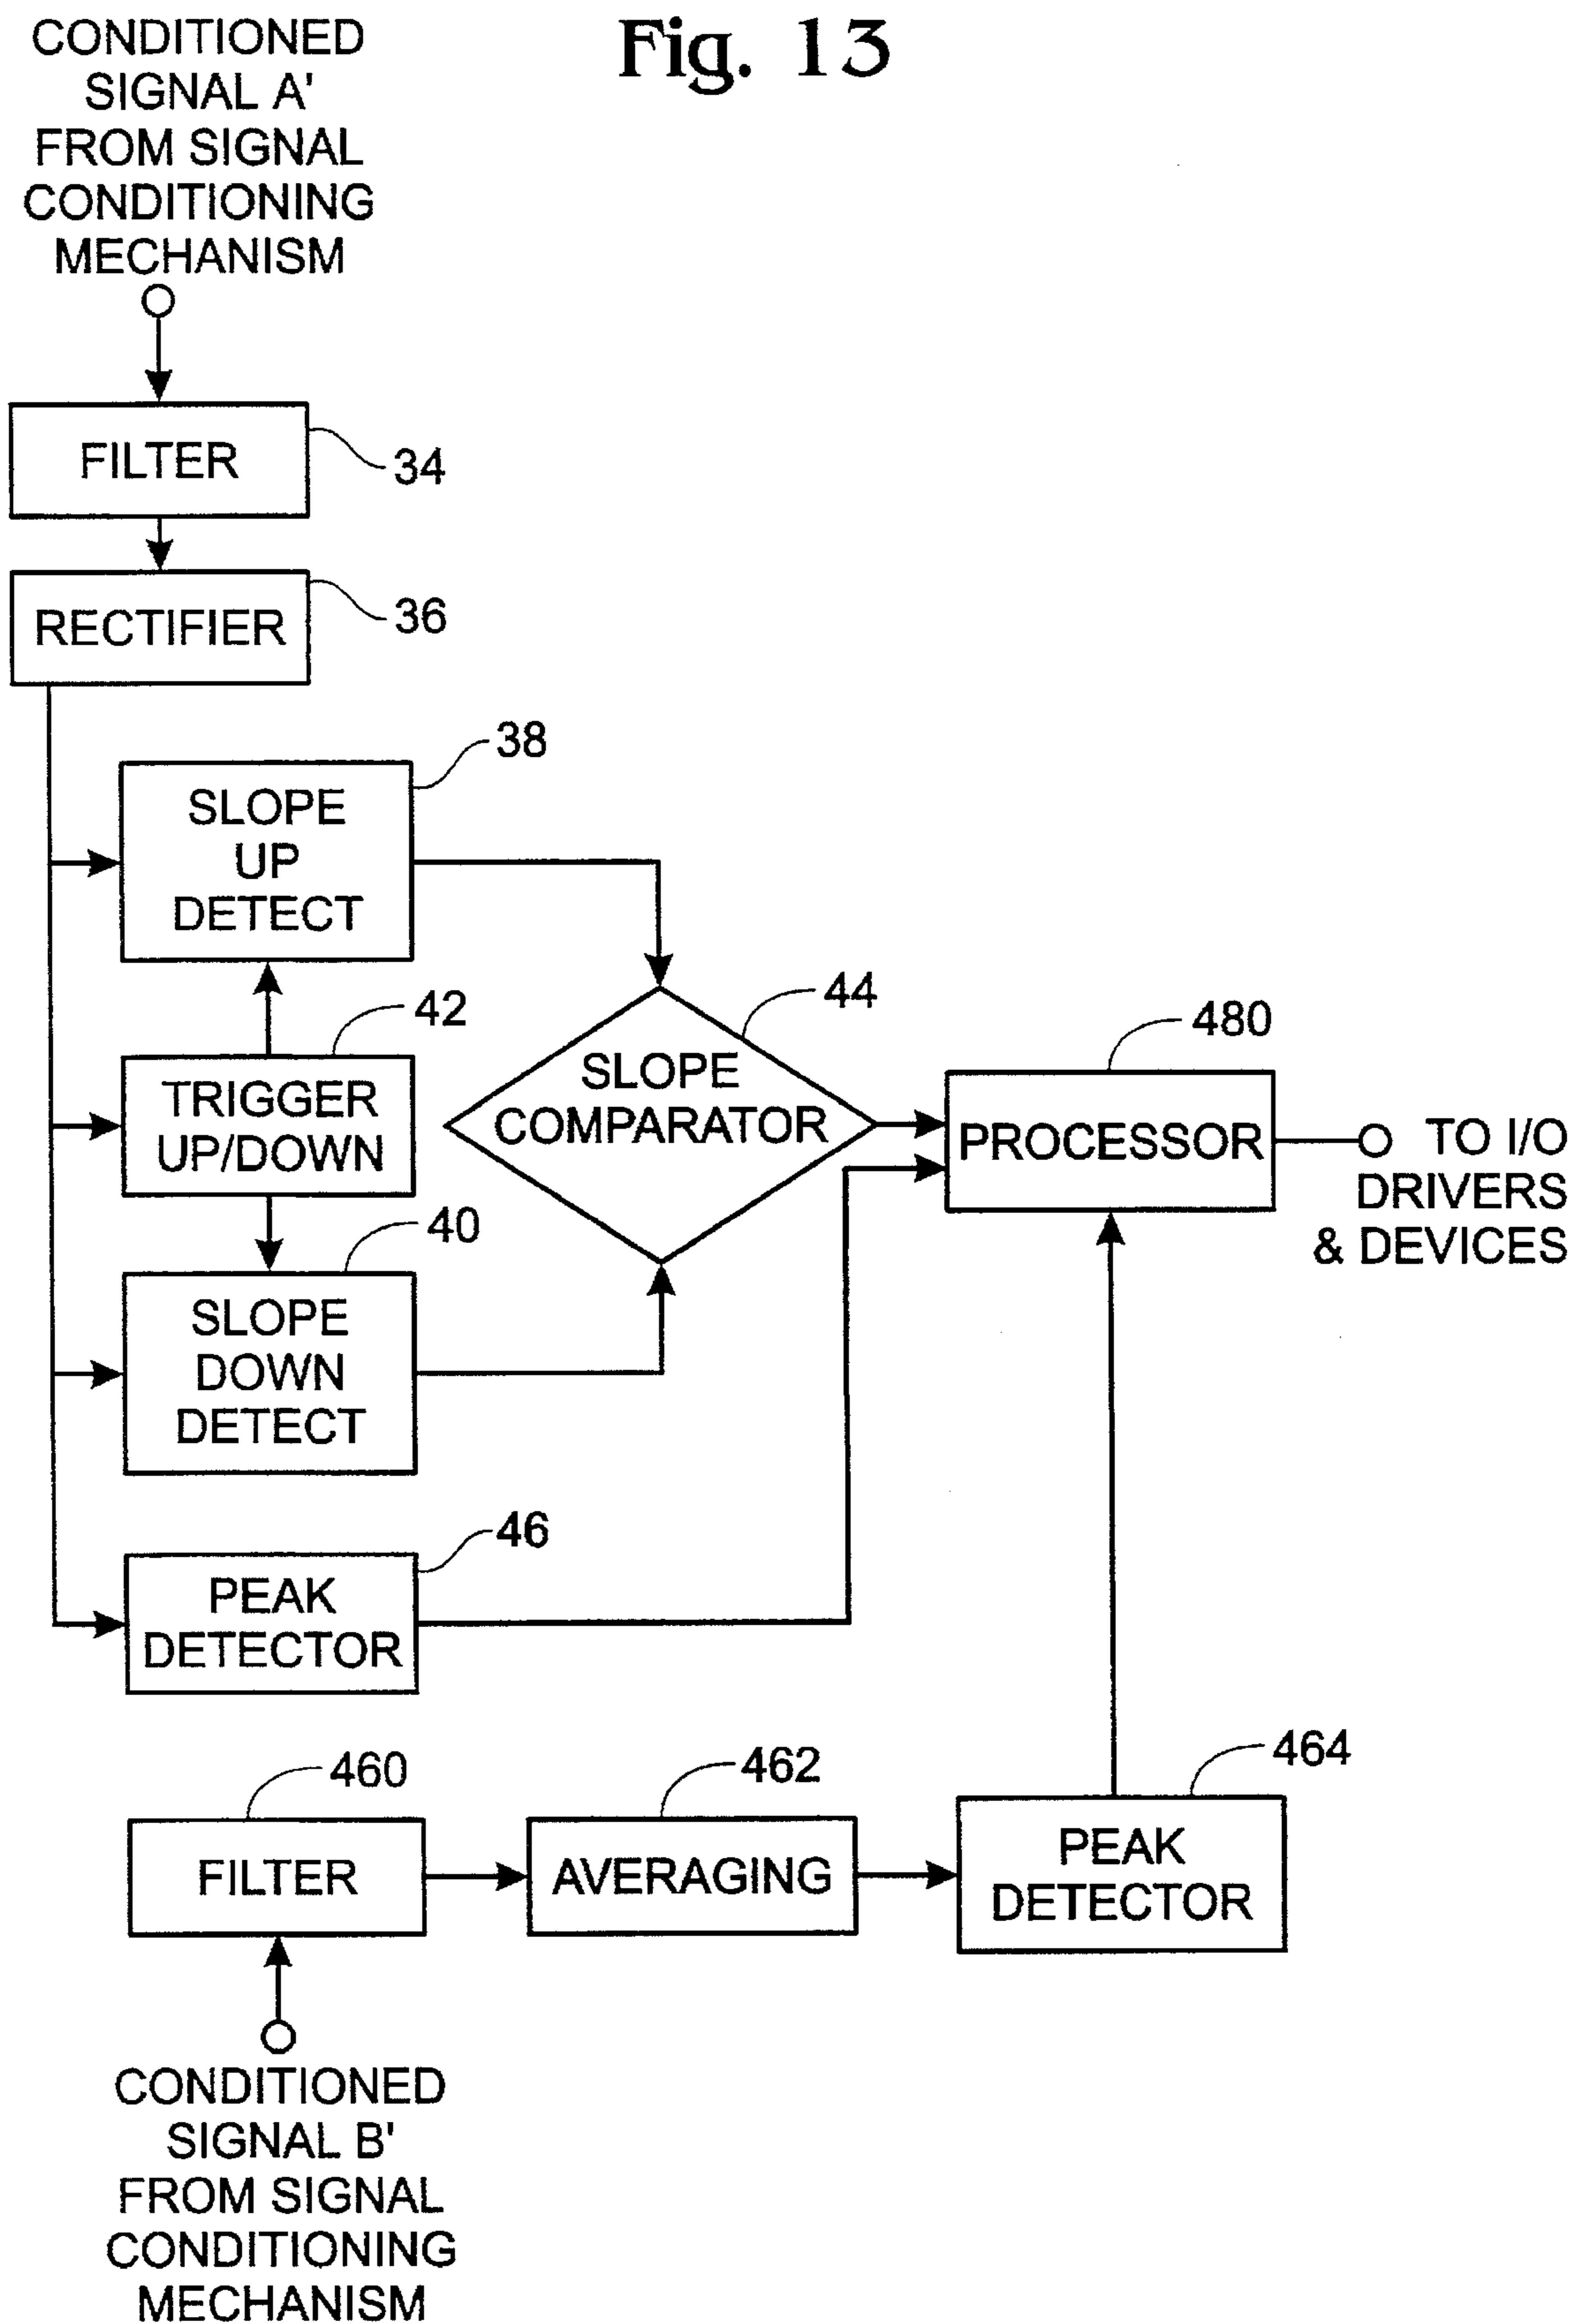 Fig. 13
CONDITIONED
SIGNAL A'
FROM SIGNAL
CONDITIONING
MECHANISM
FILTER
34
RECTIFIER
36
38
SLOPE
UP
DETECT
42
TRIGGER
UP/DOWN
44
SLOPE
COMPARATOR
480
PROCESSOR
TO I/O
DRIVERS
& DEVICES
40
SLOPE
DOWN
DETECT
46
PEAK
DETECTOR
460
FILTER
462
AVERAGING
464
PEAK
DETECTOR
CONDITIONED
SIGNAL B'
FROM SIGNAL
CONDITIONING
MECHANISM